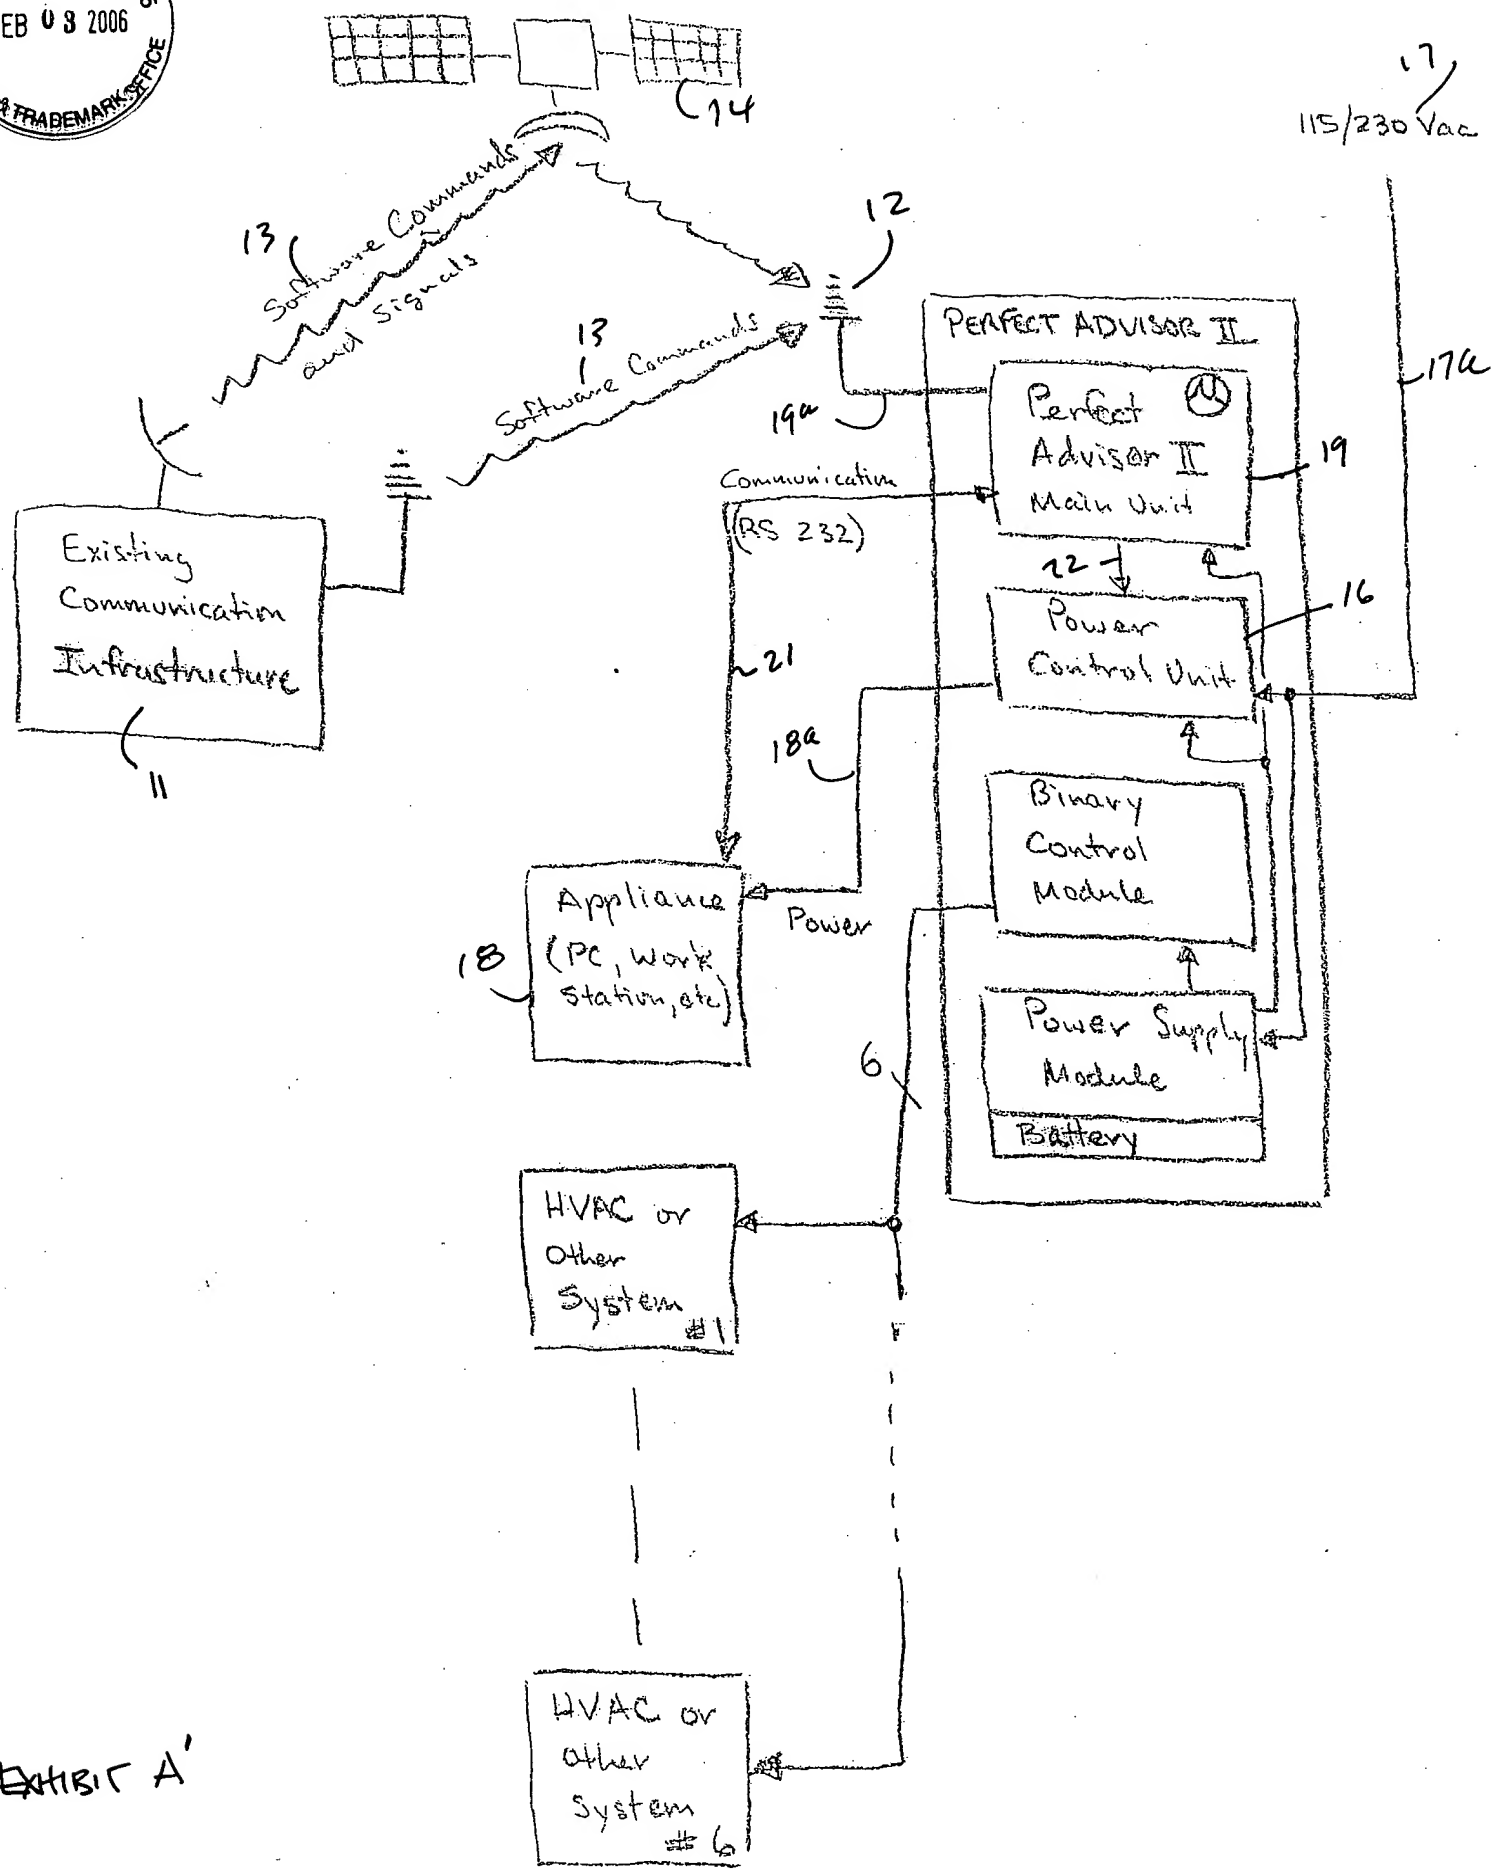 EB 03 2006
& TRADEMARK OFFICE
14
17
115/230 Vac
13
Software Commands
and Signals
12
13
Software Commands
PERFECT ADVISOR II
17a
19a
Perfect
Advisor II
Main Unit
19
Communication
(RS 232)
Existing
Communication
Infrastructure
11
22
16
Power
Control Unit
21
18a
Binary
Control
Module
Appliance
(PC, Work
Station, etc)
18
Power
Power Supply
Module
Battery
6
HVAC or
Other
System
#1
HVAC or
other
System
#6
EXHIBIT A'